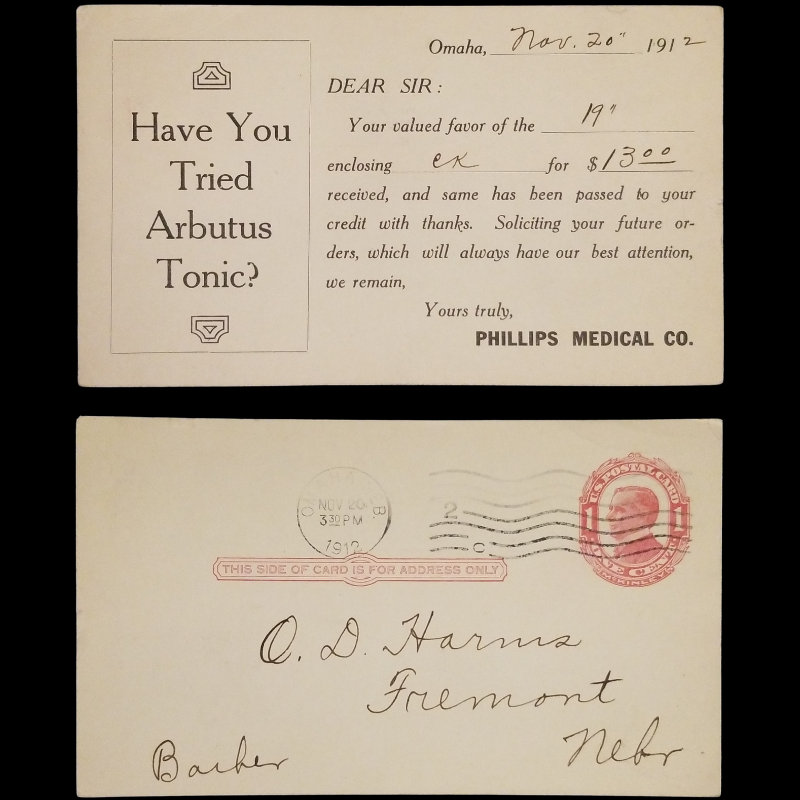 Have You
Tried
Arbutus
Tonic?
Omaha, Nov. 20" 1912
DEAR SIR:
Your valued favor of the 19"
enclosing ck for $13 00
received, and same has been passed to your
credit with thanks. Soliciting your future or-
ders, which will always have our best attention,
we remain,
Yours truly,
PHILLIPS MEDICAL CO.
U.S. POSTAL CARD
1 1
McKINLEY
NOV 20
3 30 PM
1912
2
THIS SIDE OF CARD IS FOR ADDRESS ONLY
O. D. Harms
Fremont
Nebr
Barber